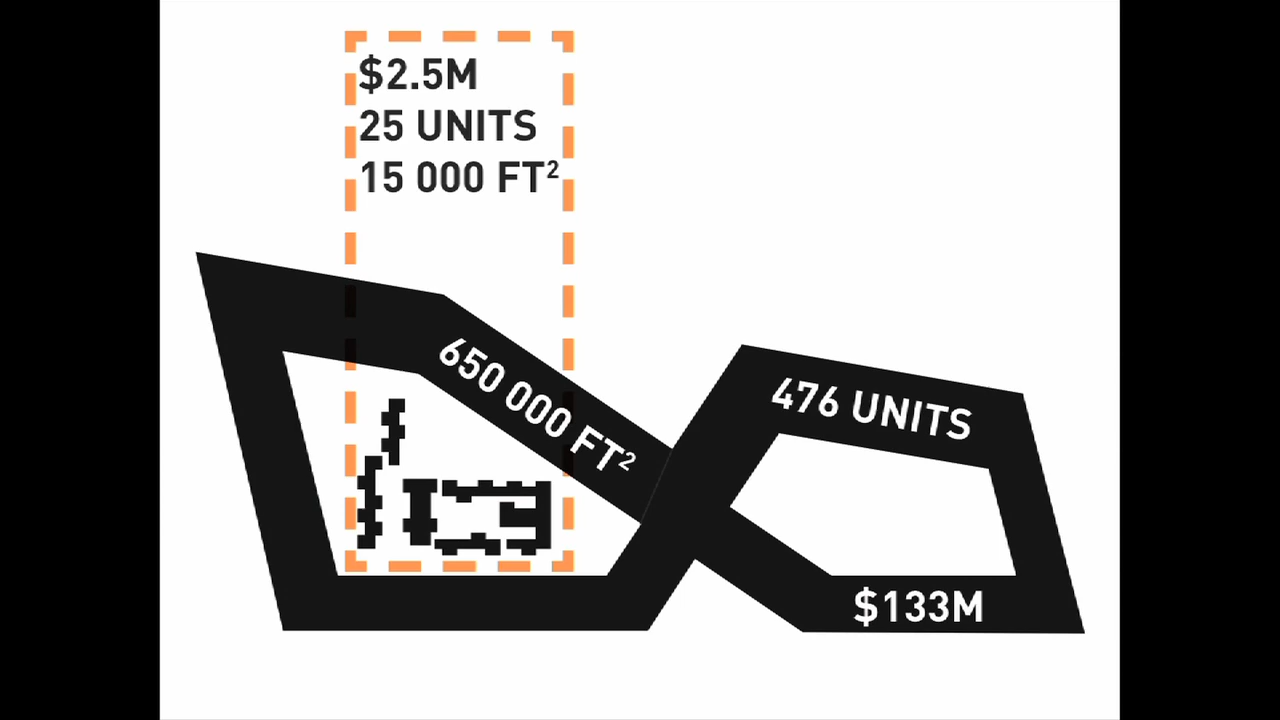 $2.5M
25 UNITS
15 000 FT²
650 000 FT²
476 UNITS
$133M